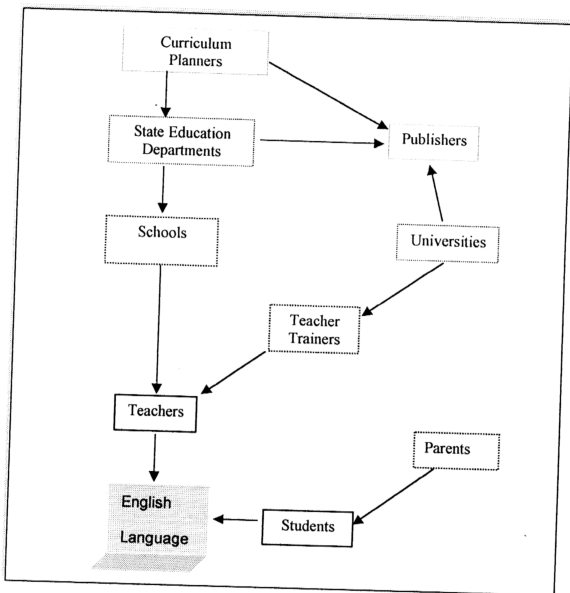 Curriculum
Planners
State Education
Departments
Publishers
Schools
Universities
Teacher
Trainers
Teachers
Parents
English
Language
Students